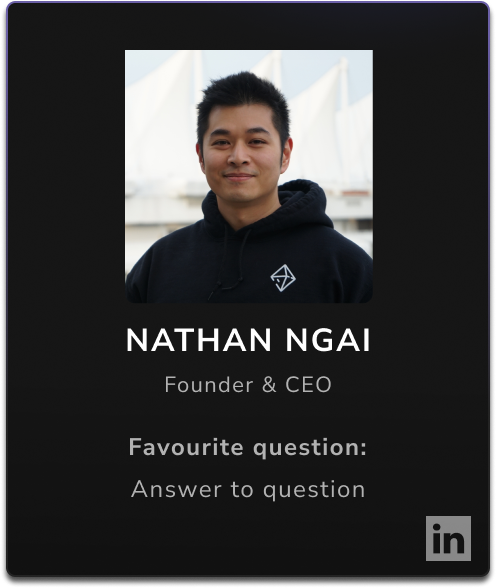 NATHAN NGAI
Founder & CEO
Favourite question:
Answer to question
in